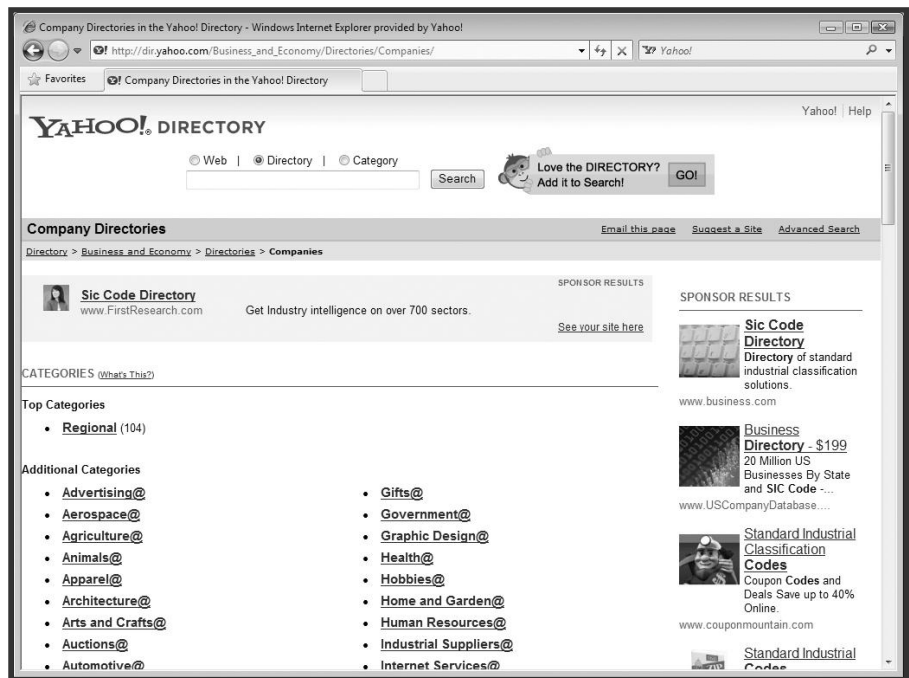 Company Directories in the Yahoo! Directory - Windows Internet Explorer provided by Yahoo!
http://dir.yahoo.com/Business_and_Economy/Directories/Companies/
Yahoo!
Favorites
Company Directories in the Yahoo! Directory
Yahoo! | Help
YAHOO! DIRECTORY
Web | Directory | Category
Search
Love the DIRECTORY?
Add it to Search!
GO!
Company Directories
Email this page Suggest a Site Advanced Search
Directory > Business and Economy > Directories > Companies
SPONSOR RESULTS
Sic Code Directory
www.FirstResearch.com
Get Industry intelligence on over 700 sectors.
See your site here
CATEGORIES (What's This?)
Top Categories
• Regional (104)
Additional Categories
• Advertising@
• Aerospace@
• Agriculture@
• Animals@
• Apparel@
• Architecture@
• Arts and Crafts@
• Auctions@
• Automotive@
• Gifts@
• Government@
• Graphic Design@
• Health@
• Hobbies@
• Home and Garden@
• Human Resources@
• Industrial Suppliers@
• Internet Services@
SPONSOR RESULTS
Sic Code
Directory
Directory of standard
industrial classification
solutions.
www.business.com
Business
Directory - $199
20 Million US
Businesses By State
and SIC Code -...
www.USCompanyDatabase....
Standard Industrial
Classification
Codes
Coupon Codes and
Deals Save up to 40%
Online.
www.couponmountain.com
Standard Industrial
Codes